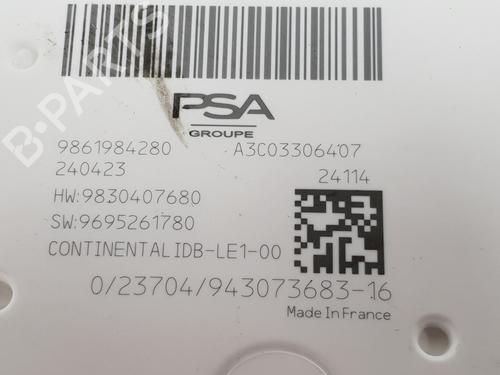 PSA
GROUPE
9861984280 A3C03306407
240423 24114
HW:9830407680
SW:9695261780
CONTINENTALIDB-LE1-00
0/23704/943073683-16
Made In France
B-PARTS